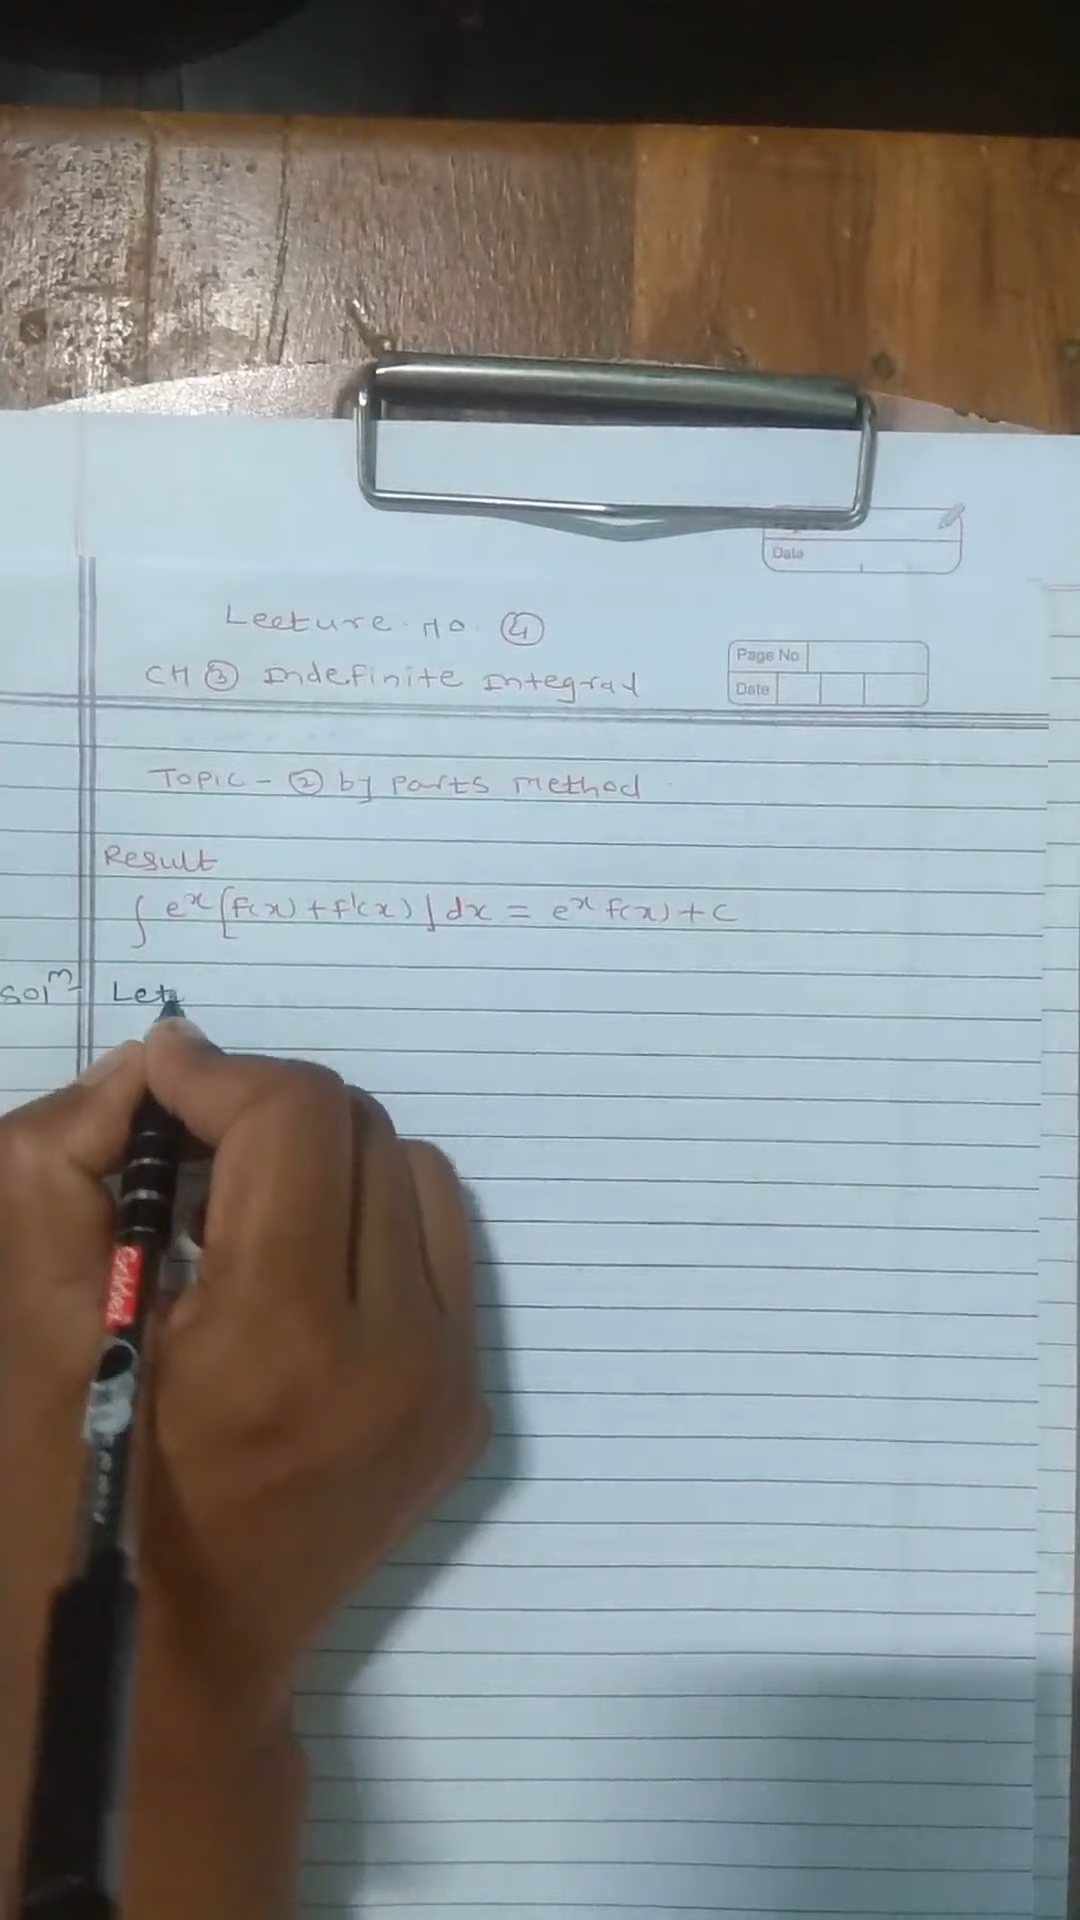 Date
Lecture no. ④
CH ③ Indefinite Integral
Page No
Date
Topic - ② by parts method
Result
∫ eˣ [f(x) + f'(x)] dx = eˣ f(x) + c
Solⁿ Let